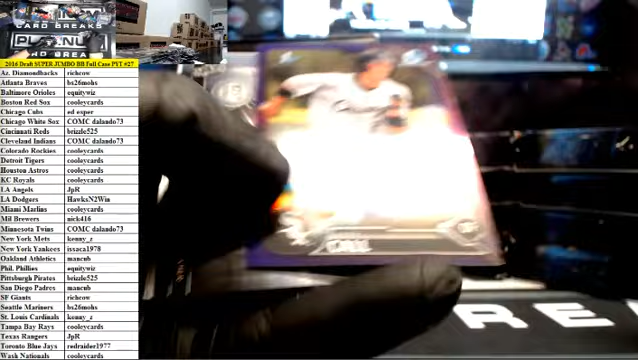 CARD BREAKS
PLATINUM
CARD BREAKS
2016 Draft SUPER JUMBO BB Full Case PYT #27
Az. Diamondbacks richcow
Atlanta Braves bs26mohs
Baltimore Orioles equitywiz
Boston Red Sox cooleycards
Chicago Cubs ed esper
Chicago White Sox COMC dalando73
Cincinnati Reds brizzle525
Cleveland Indians COMC dalando73
Colorado Rockies cooleycards
Detroit Tigers cooleycards
Houston Astros cooleycards
KC Royals cooleycards
LA Angels JpR
LA Dodgers HawksN2Win
Miami Marlins cooleycards
Mil Brewers nick416
Minnesota Twins COMC dalando73
New York Mets kenny_z
New York Yankees issaca1978
Oakland Athletics mancub
Phil. Phillies equitywiz
Pittsburgh Pirates brizzle525
San Diego Padres mancub
SF Giants richcow
Seattle Mariners bs26mohs
St. Louis Cardinals kenny_z
Tampa Bay Rays cooleycards
Texas Rangers JpR
Toronto Blue Jays redraider1977
Wash Nationals cooleycards